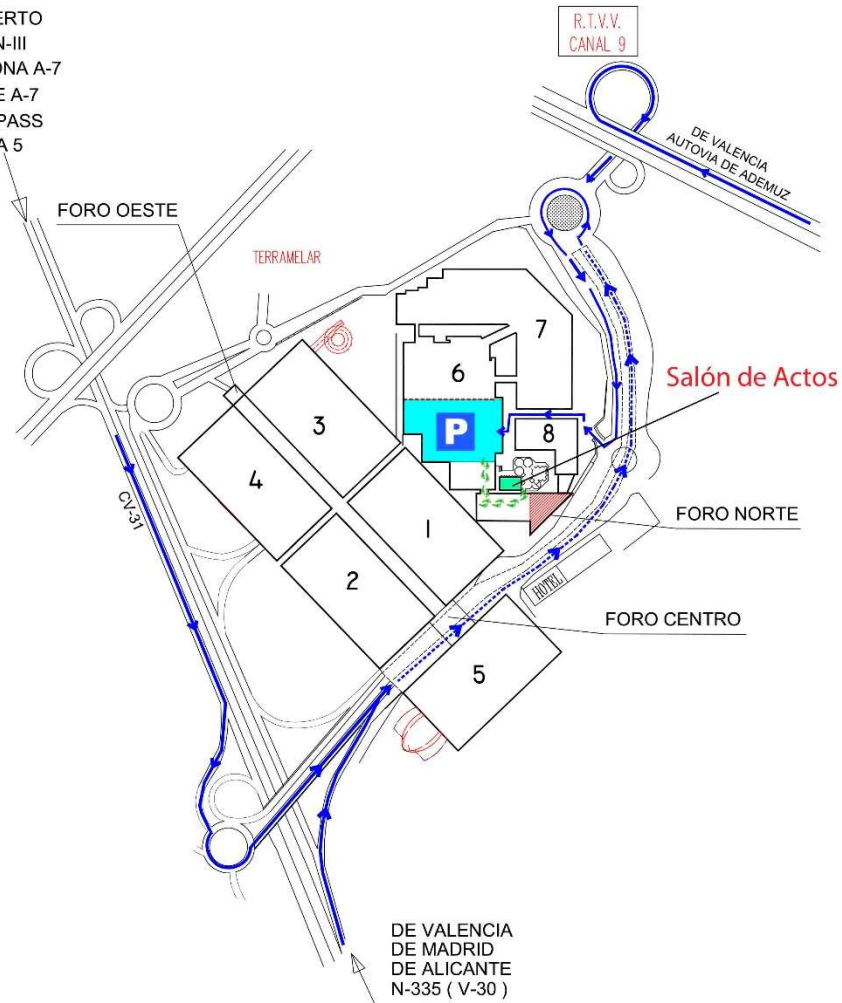 ERTO
N-III
ONA A-7
E A-7
PASS
A 5
R.T.V.V.
CANAL 9
DE VALENCIA
AUTOVIA DE ADEMUZ
FORO OESTE
TERRAMELAR
7
6
Salón de Actos
3
P
8
4
CV-31
1
FORO NORTE
2
HOTEL
FORO CENTRO
5
DE VALENCIA
DE MADRID
DE ALICANTE
N-335 ( V-30 )